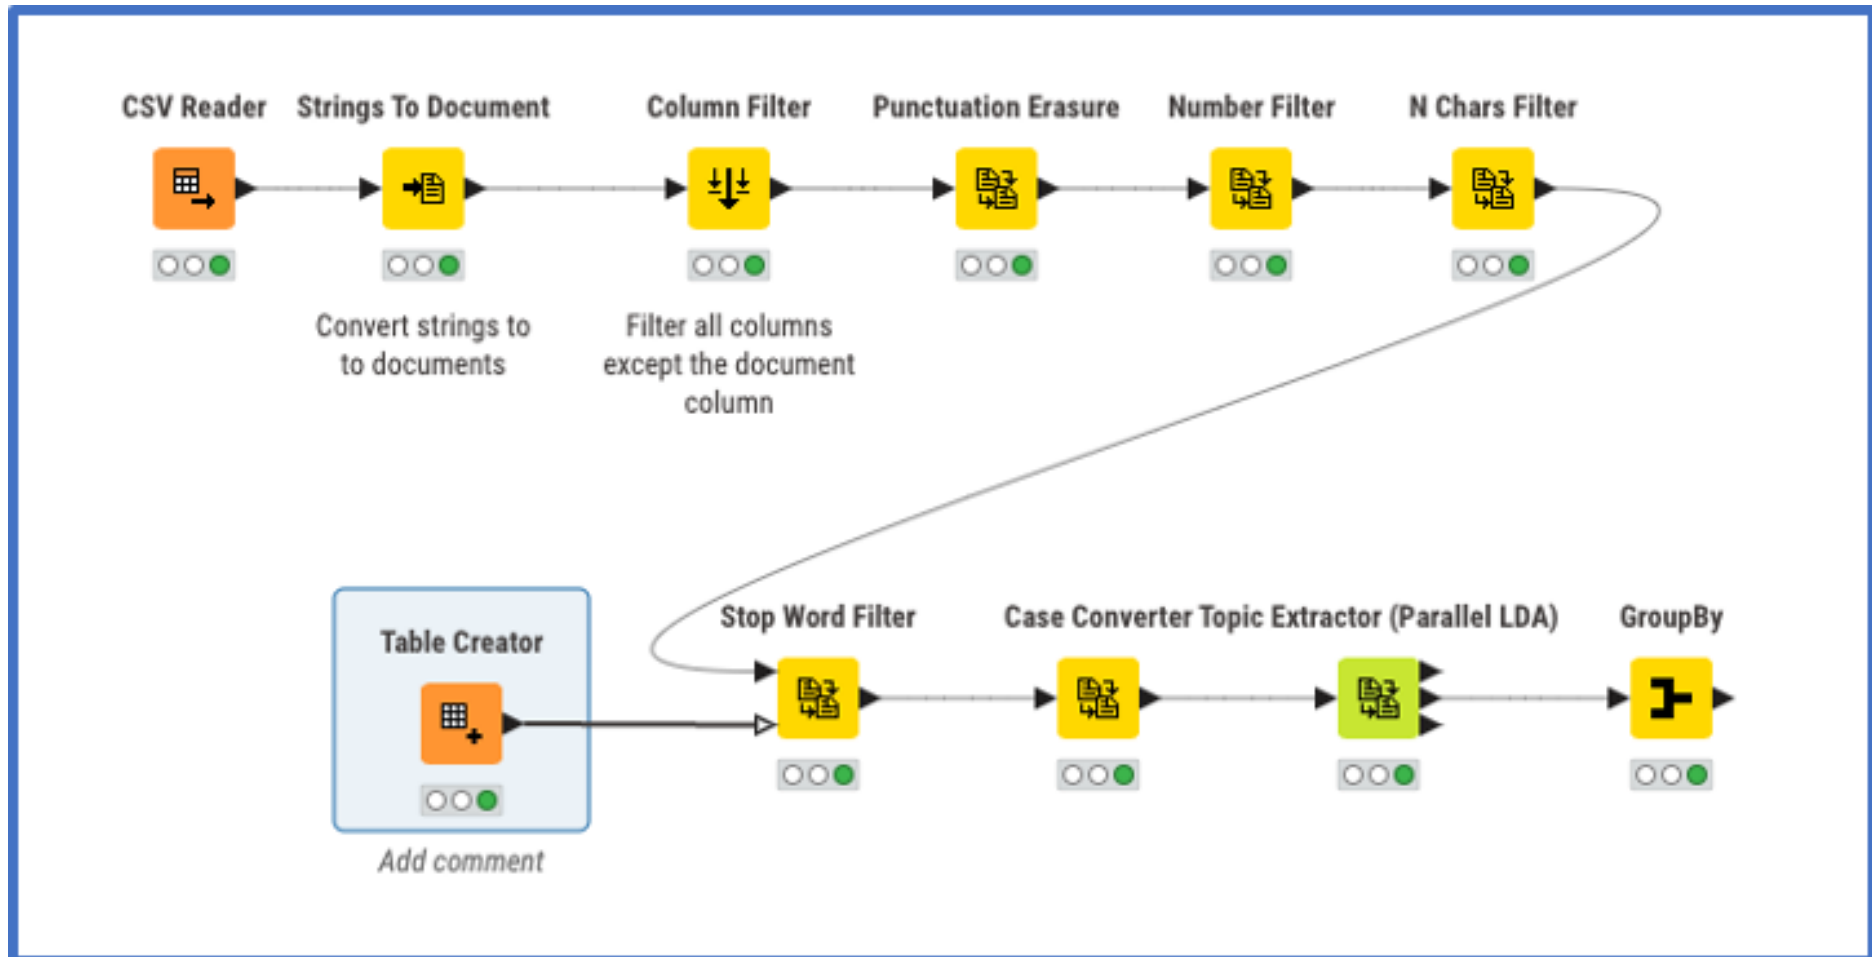 CSV Reader
Strings To Document
Column Filter
Punctuation Erasure
Number Filter
N Chars Filter
Convert strings to
to documents
Filter all columns
except the document
column
Table Creator
Add comment
Stop Word Filter
Case Converter
Topic Extractor (Parallel LDA)
GroupBy